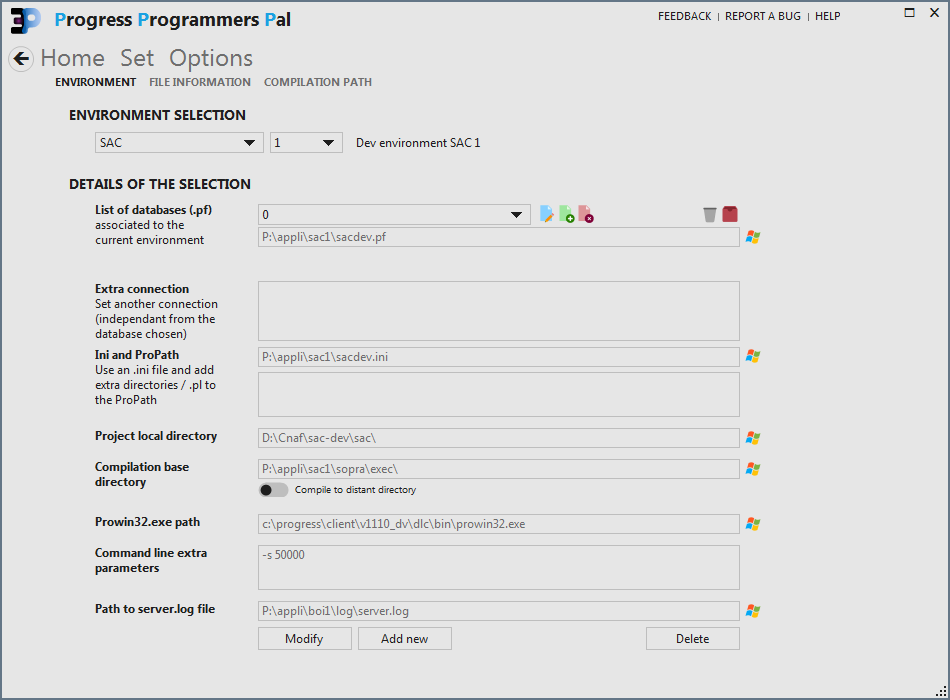 Progress Programmers Pal
FEEDBACK | REPORT A BUG | HELP
Home Set Options
ENVIRONMENT FILE INFORMATION COMPILATION PATH
ENVIRONMENT SELECTION
SAC 1 Dev environment SAC 1
DETAILS OF THE SELECTION
List of databases (.pf)
associated to the
current environment
0
P:\appli\sac1\sacdev.pf
Extra connection
Set another connection
(independant from the
database chosen)
Ini and ProPath
Use an .ini file and add
extra directories / .pl to
the ProPath
P:\appli\sac1\sacdev.ini
Project local directory
D:\Cnaf\sac-dev\sac\
Compilation base
directory
P:\appli\sac1\sopra\exec\
Compile to distant directory
Prowin32.exe path
c:\progress\client\v1110_dv\dlc\bin\prowin32.exe
Command line extra
parameters
-s 50000
Path to server.log file
P:\appli\boi1\log\server.log
Modify Add new Delete